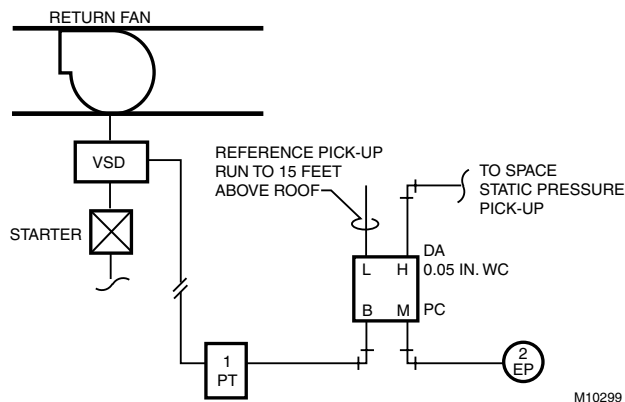 RETURN FAN
VSD
STARTER
REFERENCE PICK-UP
RUN TO 15 FEET
ABOVE ROOF
TO SPACE
STATIC PRESSURE
PICK-UP
L H
DA
0.05 IN. WC
B M
PC
1
PT
2
EP
M10299